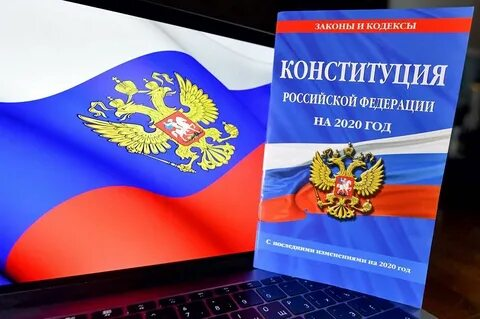 ЗАКОНЫ И КОДЕКСЫ
КОНСТИТУЦИЯ
РОССИЙСКОЙ ФЕДЕРАЦИИ
НА 2020 ГОД
С последними изменениями на 2020 год